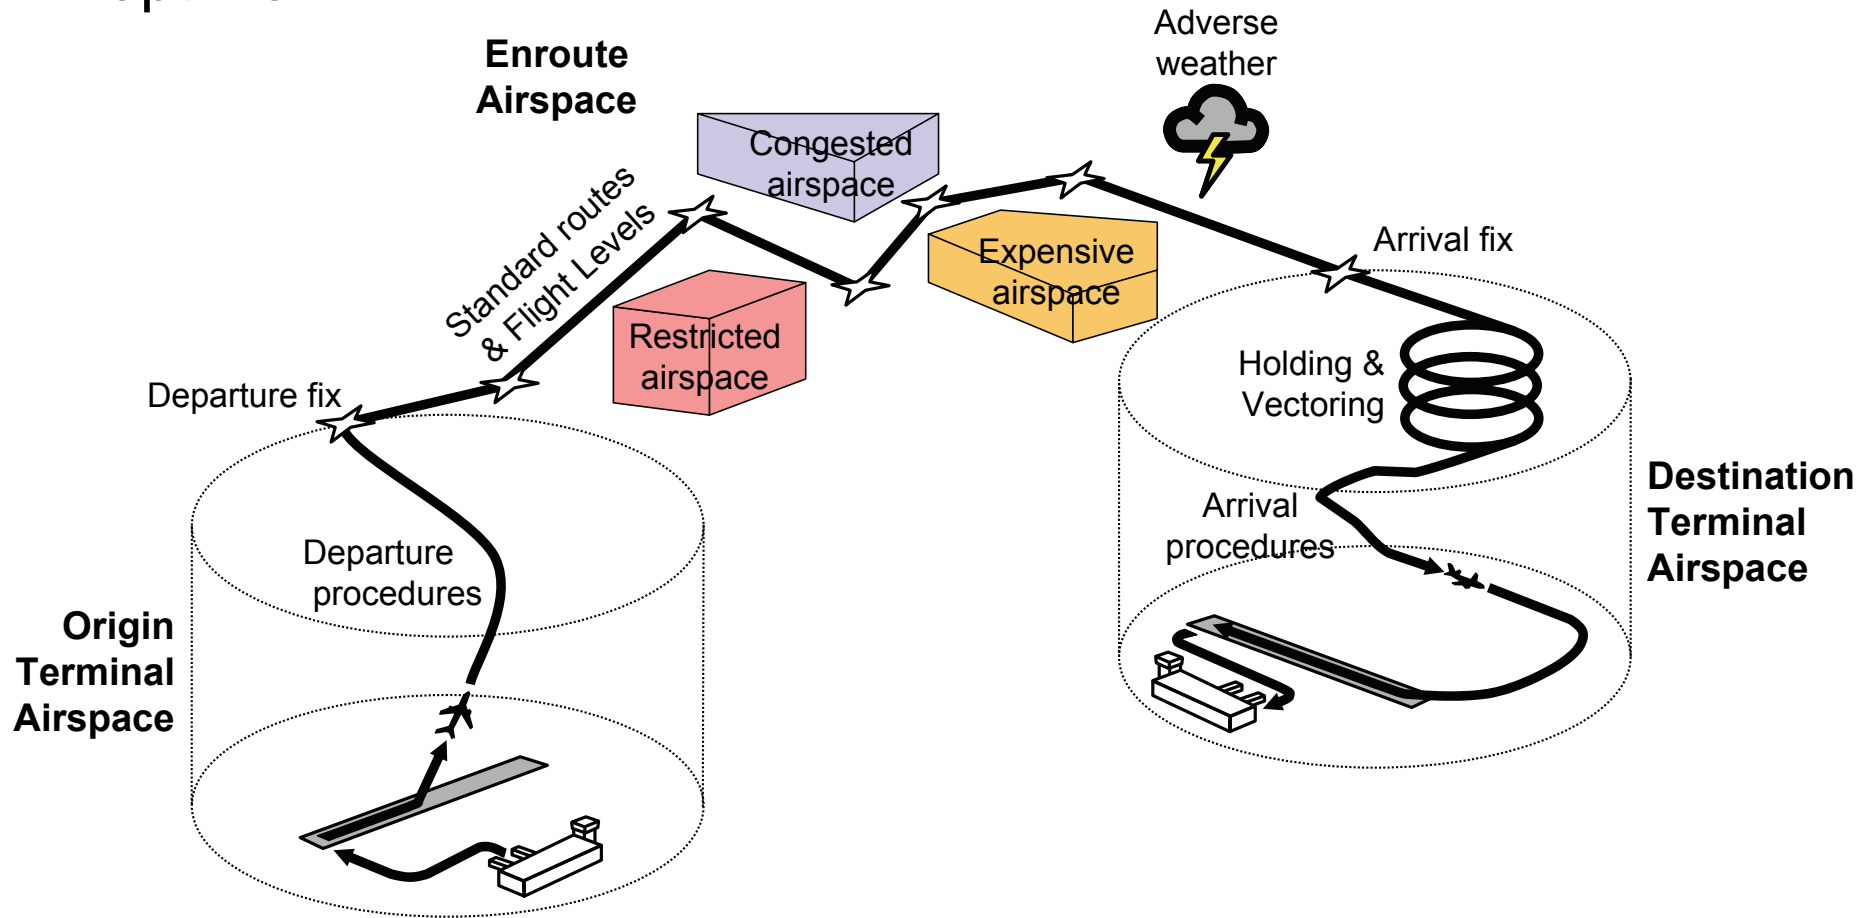 Enroute
Airspace
Adverse
weather
Congested
airspace
Standard routes
& Flight Levels
Arrival fix
Expensive
airspace
Restricted
airspace
Departure fix
Holding &
Vectoring
Destination
Terminal
Airspace
Arrival
procedures
Departure
procedures
Origin
Terminal
Airspace